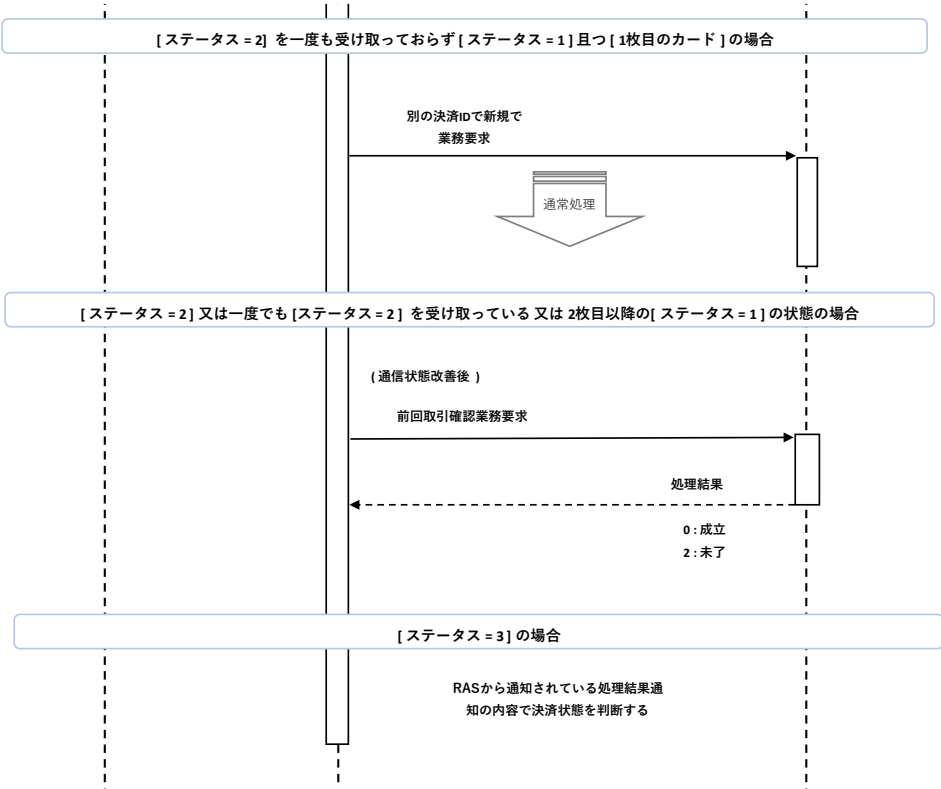 [ ステータス = 2] を一度も受け取っておらず [ ステータス = 1 ] 且つ [ 1枚目のカード ] の場合
別の決済IDで新規で
業務要求
通常処理
[ ステータス = 2 ] 又は一度でも [ステータス = 2 ] を受け取っている 又は 2枚目以降の[ ステータス = 1 ] の状態の場合
( 通信状態改善後 )
前回取引確認業務要求
処理結果
0 : 成立
2 : 未了
[ ステータス = 3 ] の場合
RASから通知されている処理結果通
知の内容で決済状態を判断する